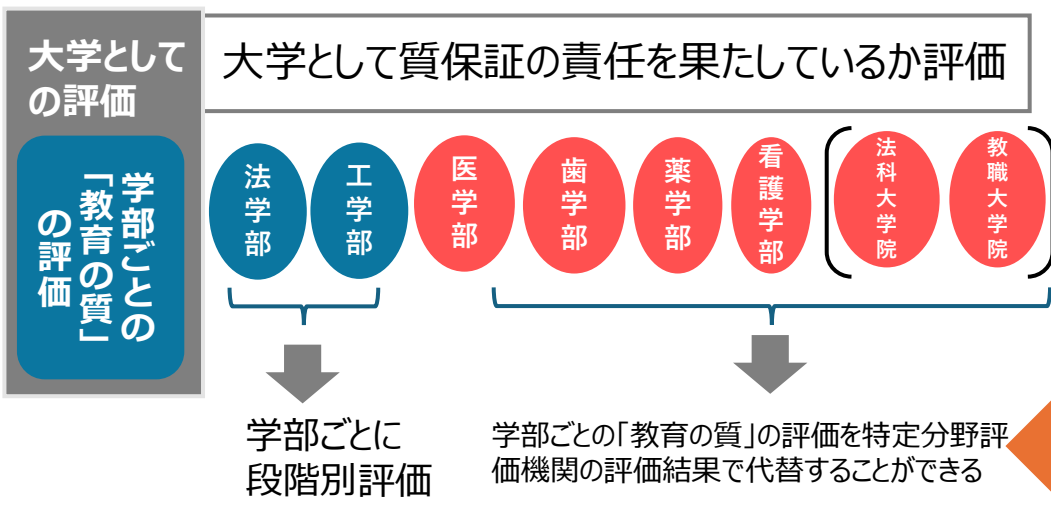 大学として
の評価
大学として質保証の責任を果たしているか評価
学部ごとの
「教育の質」
の評価
法学部
工学部
医学部
歯学部
薬学部
看護学部
法科大学院
教職大学院
学部ごとに
段階別評価
学部ごとの「教育の質」の評価を特定分野評
価機関の評価結果で代替することができる